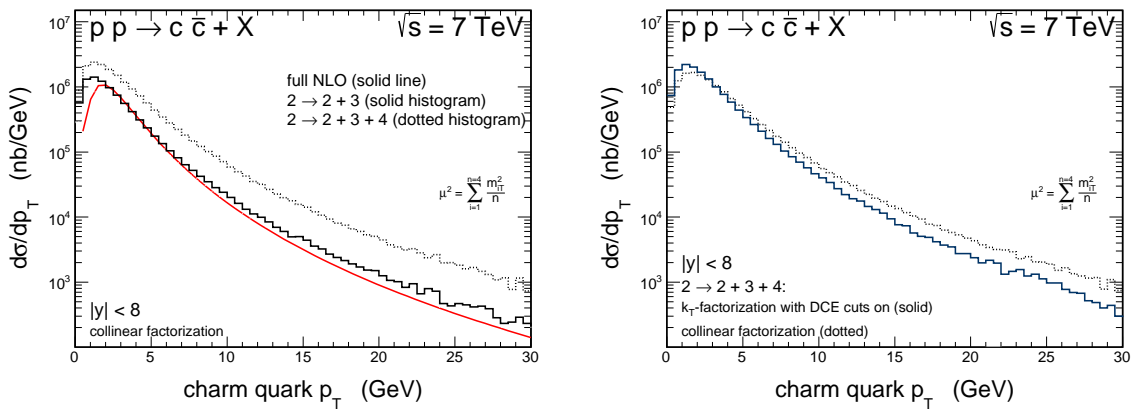 p p → c c̅ + X
√s = 7 TeV
full NLO (solid line)
2 → 2 + 3 (solid histogram)
2 → 2 + 3 + 4 (dotted histogram)
μ² = Σ_{i=1}^{n=4} m²_{iT}/n
|y| < 8
collinear factorization
dσ/dp_T (nb/GeV)
10⁷
10⁶
10⁵
10⁴
10³
0 5 10 15 20 25 30
charm quark p_T (GeV)
p p → c c̅ + X
√s = 7 TeV
μ² = Σ_{i=1}^{n=4} m²_{iT}/n
|y| < 8
2 → 2 + 3 + 4:
k_T-factorization with DCE cuts on (solid)
collinear factorization (dotted)
dσ/dp_T (nb/GeV)
10⁷
10⁶
10⁵
10⁴
10³
0 5 10 15 20 25 30
charm quark p_T (GeV)